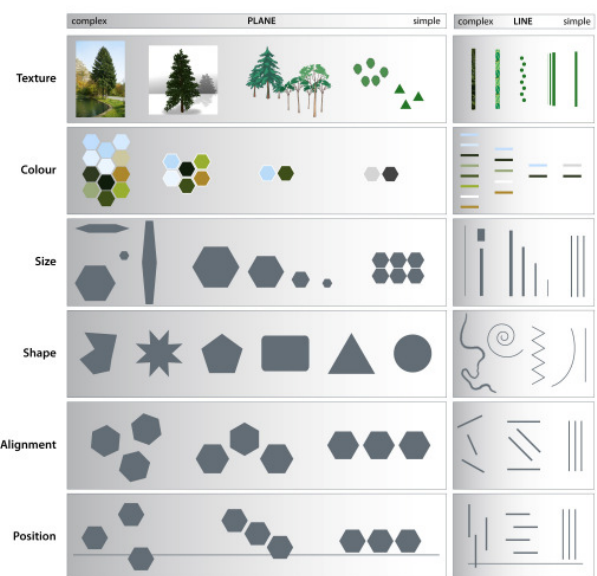 complex PLANE simple
complex LINE simple
Texture
Colour
Size
Shape
Alignment
Position